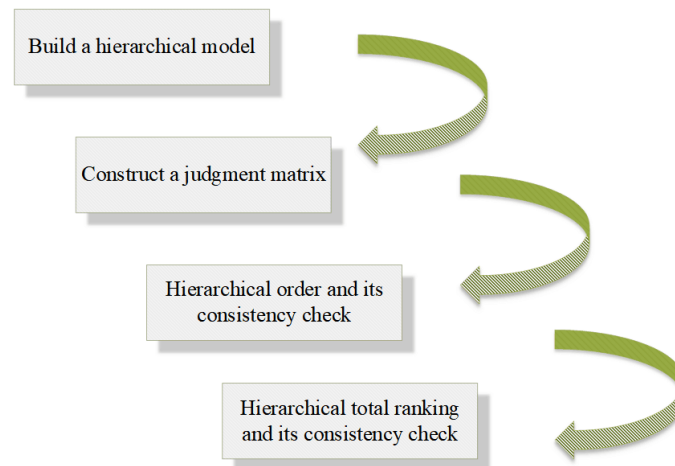 Build a hierarchical model
Construct a judgment matrix
Hierarchical order and its
consistency check
Hierarchical total ranking
and its consistency check